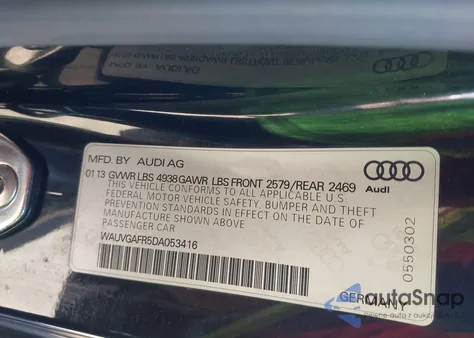 MFD. BY AUDI AG
01 13 GVWR LBS 4938 GAWR LBS FRONT 2579/REAR 2469
THIS VEHICLE CONFORMS TO ALL APPLICABLE U.S.
FEDERAL MOTOR VEHICLE SAFETY, BUMPER AND THEFT
PREVENTION STANDARDS IN EFFECT ON THE DATE OF
MANUFACTURE SHOWN ABOVE.
PASSENGER CAR
WAUVGAFR5DA053416
Audi
0550302
GERMANY
autoSnap